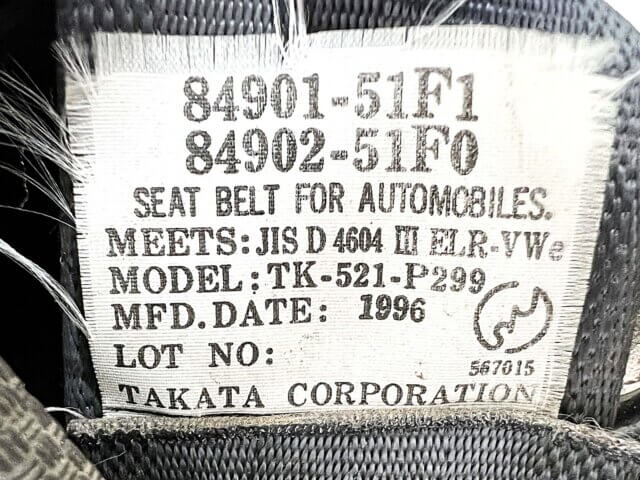 84901-51F1
84902-51F0
SEAT BELT FOR AUTOMOBILES.
MEETS: JIS D 4604 III ELR-VWe
MODEL: TK-521-P299
MFD. DATE: 1996
LOT NO:
567015
TAKATA CORPORATION